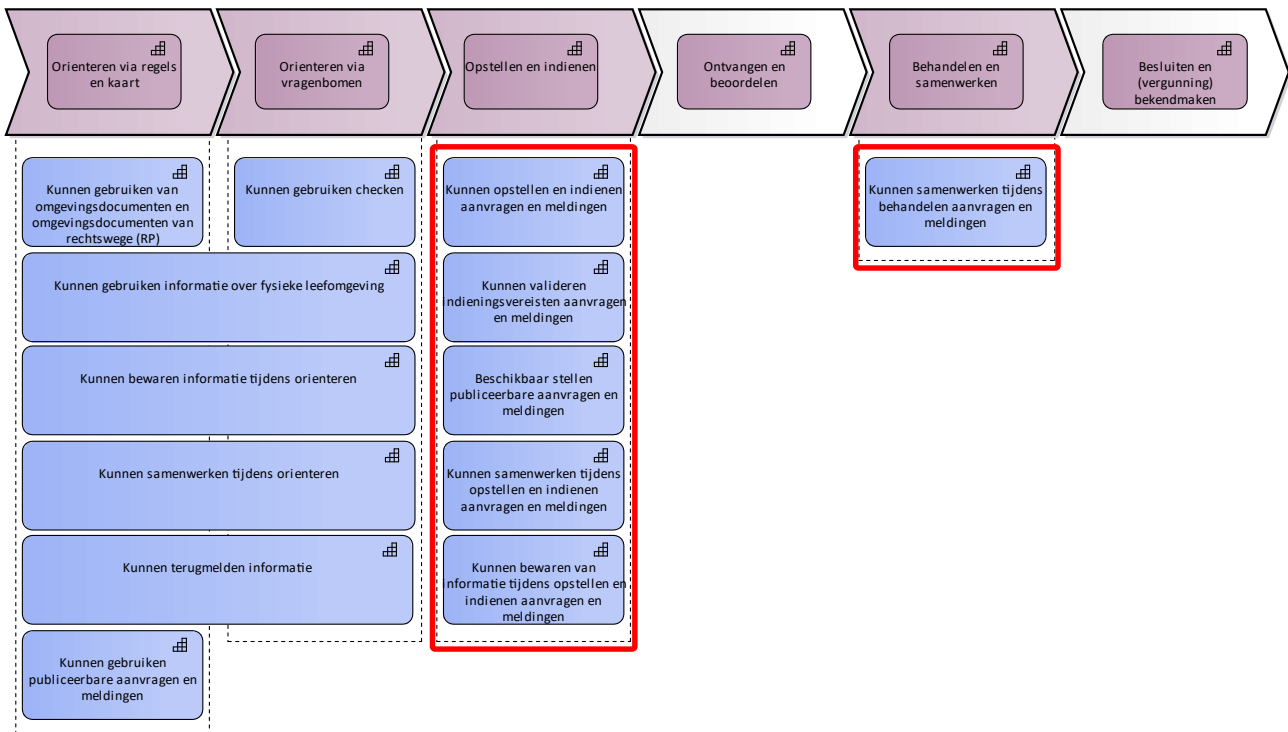 Orienteren via regels
en kaart
Orienteren via
vragenbomen
Opstellen en indienen
Ontvangen en
beoordelen
Behandelen en
samenwerken
Besluiten en
(vergunning)
bekendmaken
Kunnen gebruiken van
omgevingsdocumenten en
omgevingsdocumenten van
rechtswege (RP)
Kunnen gebruiken checken
Kunnen opstellen en indienen
aanvragen en meldingen
Kunnen samenwerken tijdens
behandelen aanvragen en
meldingen
Kunnen gebruiken informatie over fysieke leefomgeving
Kunnen valideren
indieningsvereisten aanvragen
en meldingen
Kunnen bewaren informatie tijdens orienteren
Beschikbaar stellen
publiceerbare aanvragen en
meldingen
Kunnen samenwerken tijdens orienteren
Kunnen samenwerken tijdens
opstellen en indienen
aanvragen en meldingen
Kunnen terugmelden informatie
Kunnen bewaren van
informatie tijdens opstellen en
indienen aanvragen en
meldingen
Kunnen gebruiken
publiceerbare aanvragen en
meldingen